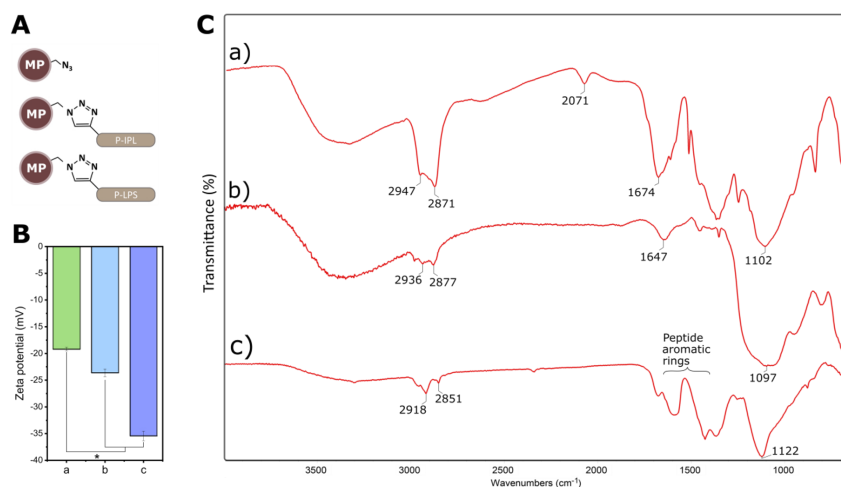 A
MP
N3
MP
N
N
N
P-IPL
MP
N
N
N
P-LPS
B
0
-5
-10
-15
-20
-25
-30
-35
-40
Zeta potential (mV)
*
a
b
c
C
a)
2071
2947
2871
1674
1102
b)
2936
2877
1647
1097
c)
Peptide
aromatic
rings
2918
2851
1122
Transmittance (%)
3500
3000
2500
2000
1500
1000
Wavenumbers (cm-1)